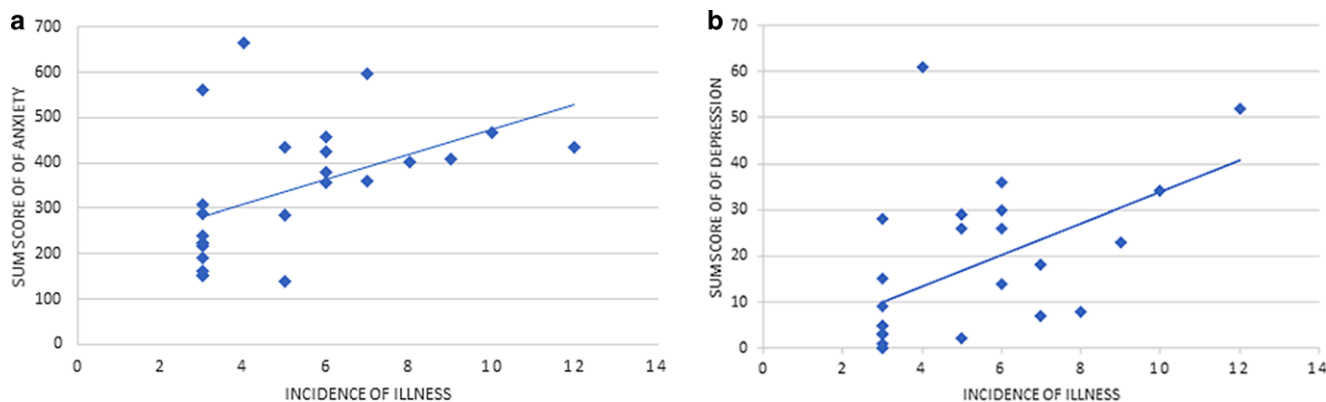 a
700
600
500
400
300
200
100
0
SUMSCORE OF OF ANXIETY
0 2 4 6 8 10 12 14
INCIDENCE OF ILLNESS
b
70
60
50
40
30
20
10
0
SUMSCORE OF DEPRESSION
0 2 4 6 8 10 12 14
INCIDENCE OF ILLNESS